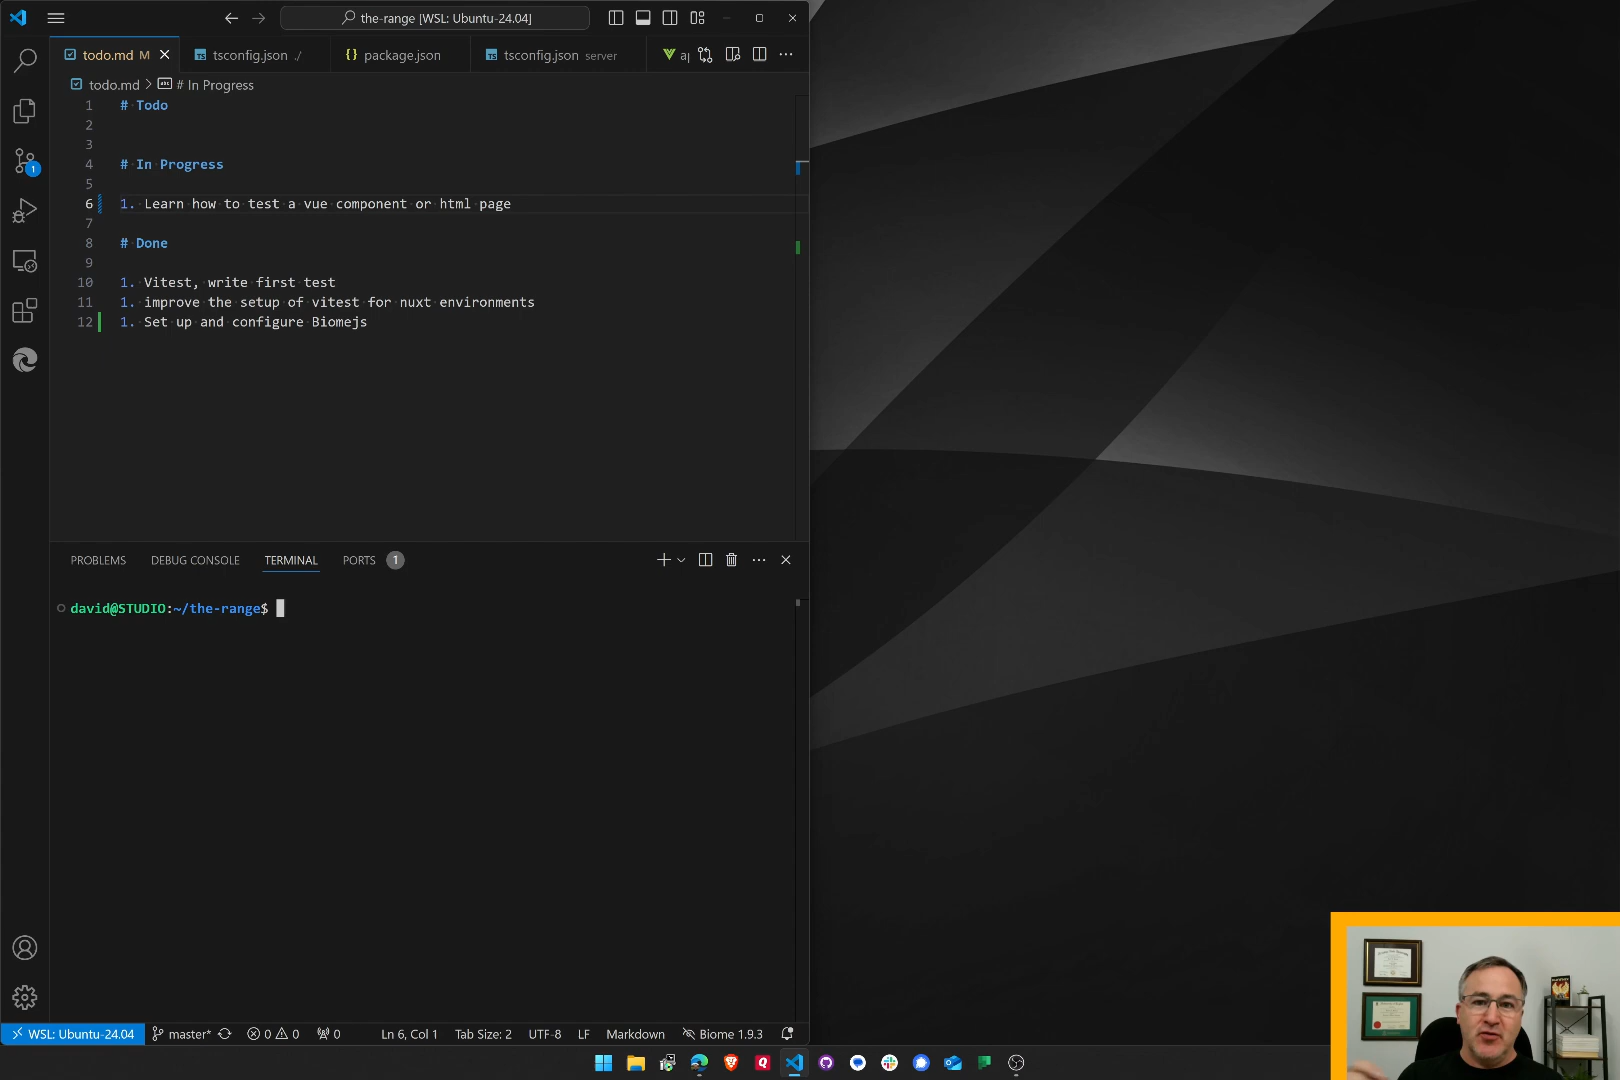 the-range [WSL: Ubuntu-24.04]
todo.md M tsconfig.json ./ package.json tsconfig.json server
todo.md > # In Progress
1 # Todo
2
3
4 # In Progress
5
6 1. Learn how to test a vue component or html page
7
8 # Done
9
10 1. Vitest, write first test
11 1. improve the setup of vitest for nuxt environments
12 1. Set up and configure Biomejs
1
PROBLEMS DEBUG CONSOLE TERMINAL PORTS 1
david@STUDIO:~/the-range$
WSL: Ubuntu-24.04 master* 0 0 0 Ln 6, Col 1 Tab Size: 2 UTF-8 LF Markdown Biome 1.9.3